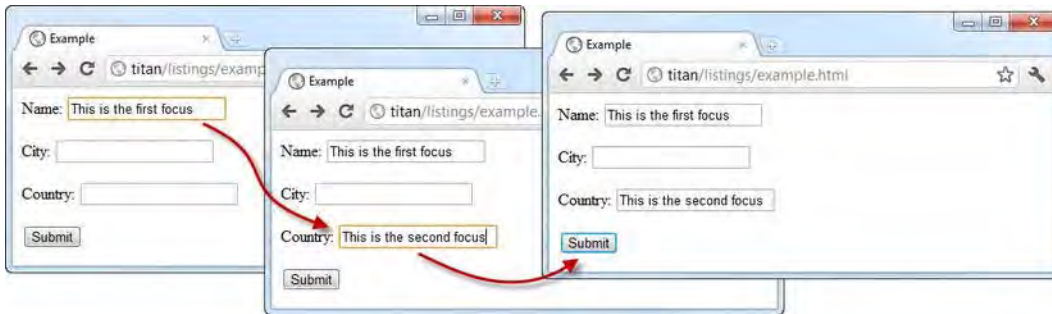 Example
titan/listings/examp
Name: This is the first focus
City:
Country:
Submit
Example
titan/listings/example.
Name: This is the first focus
City:
Country: This is the second focus
Submit
Example
titan/listings/example.html
Name: This is the first focus
City:
Country: This is the second focus
Submit